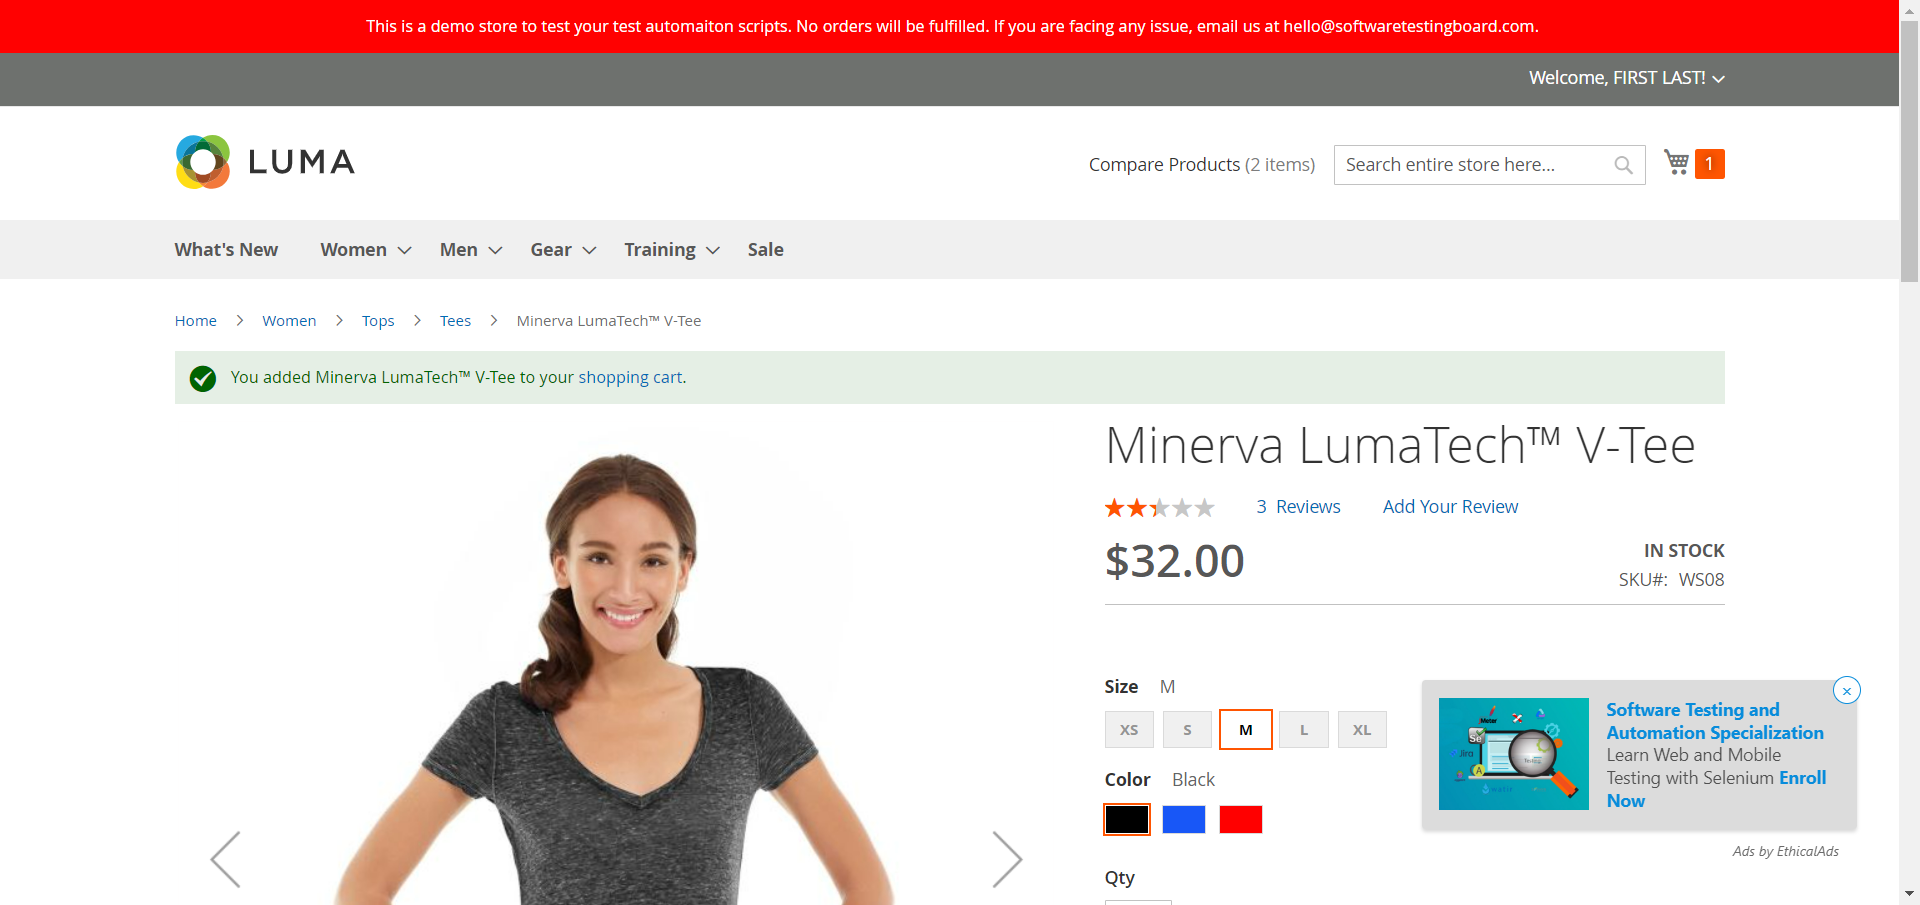 This is a demo store to test your test automaiton scripts. No orders will be fulfilled. If you are facing any issue, email us at hello@softwaretestingboard.com.
Welcome, FIRST LAST!
LUMA
Compare Products (2 items)
Search entire store here...
1
What's New
Women
Men
Gear
Training
Sale
Home
Women
Tops
Tees
Minerva LumaTech™ V-Tee
You added Minerva LumaTech™ V-Tee to your shopping cart.
Minerva LumaTech™ V-Tee
3 Reviews
Add Your Review
$32.00
IN STOCK
SKU#: WS08
Size M
XS
S
M
L
XL
Color Black
Qty
Software Testing and
Automation Specialization
Learn Web and Mobile
Testing with Selenium Enroll
Now
Meter
Se
Jira
A
Ads by EthicalAds